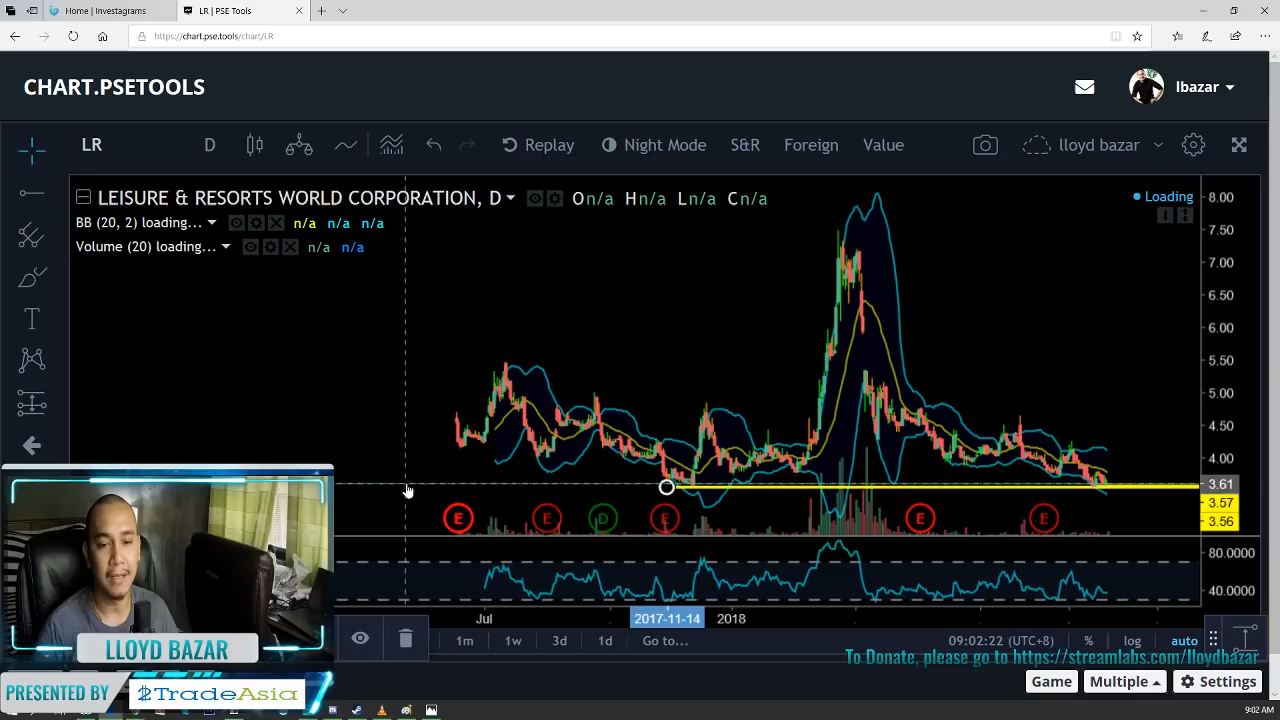 Home | Investagrams
LR | PSE Tools
https://chart.pse.tools/chart/LR
CHART.PSETOOLS
lbazar
LR D Replay Night Mode S&R Foreign Value lloyd bazar
LEISURE & RESORTS WORLD CORPORATION, D On/a Hn/a Ln/a Cn/a
Loading
BB (20, 2) loading... n/a n/a n/a
Volume (20) loading... n/a n/a
8.00
7.50
7.00
6.50
6.00
5.50
5.00
4.50
4.00
3.61
3.57
3.56
E E D E E E
80.0000
40.0000
Jul 2017-11-14 2018
1m 1w 3d 1d Go to... 09:02:22 (UTC+8) % log auto
LLOYD BAZAR
To Donate, please go to https://streamlabs.com/lloydbazar
PRESENTED BY $TradeAsia
Game Multiple Settings
9:02 AM